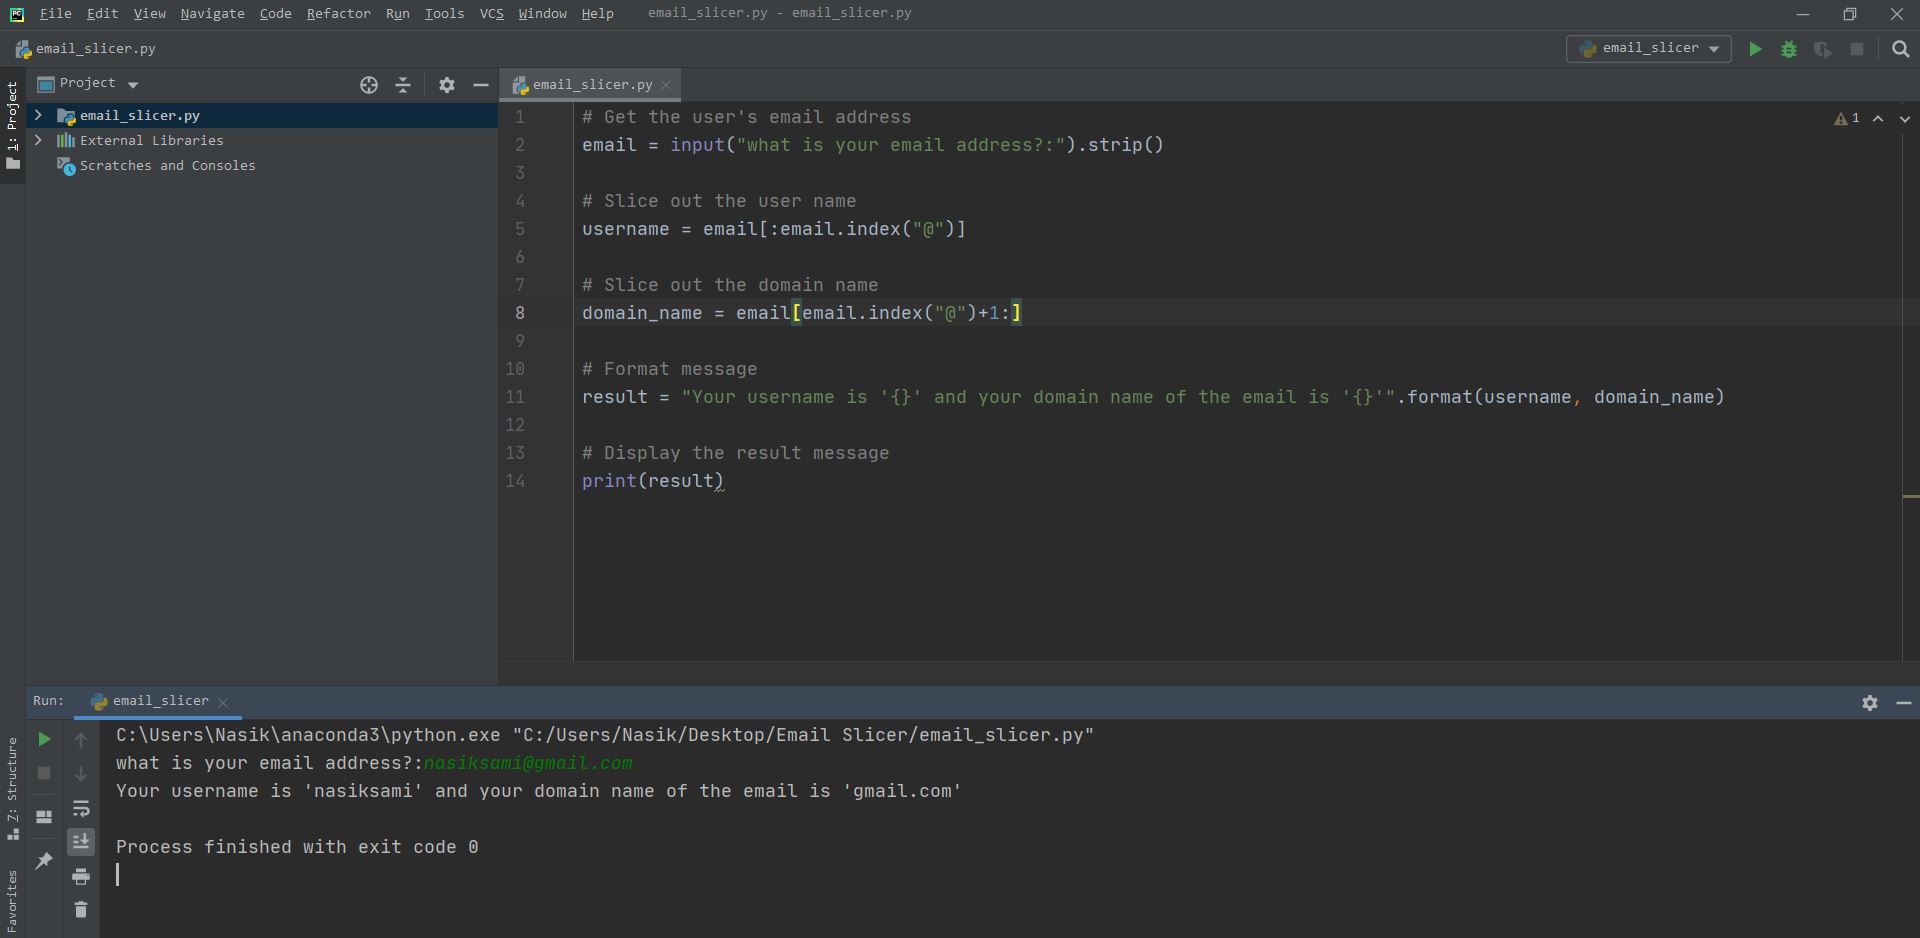 File Edit View Navigate Code Refactor Run Tools VCS Window Help email_slicer.py - email_slicer.py
email_slicer.py
email_slicer
1: Project
Project
email_slicer.py
External Libraries
Scratches and Consoles
email_slicer.py
1 # Get the user's email address
2 email = input("what is your email address?:").strip()
3
4 # Slice out the user name
5 username = email[:email.index("@")]
6
7 # Slice out the domain name
8 domain_name = email[email.index("@")+1:]
9
10 # Format message
11 result = "Your username is '{}' and your domain name of the email is '{}'".format(username, domain_name)
12
13 # Display the result message
14 print(result)
1
Run: email_slicer
C:\Users\Nasik\anaconda3\python.exe "C:/Users/Nasik/Desktop/Email Slicer/email_slicer.py"
what is your email address?:nasiksami@gmail.com
Your username is 'nasiksami' and your domain name of the email is 'gmail.com'
Process finished with exit code 0
7: Structure
Favorites